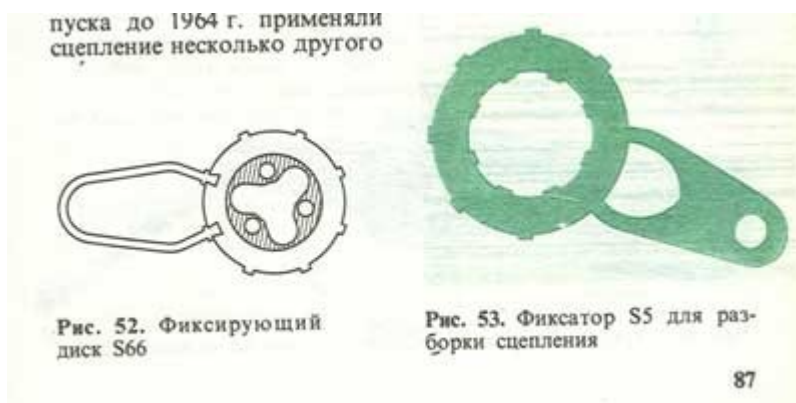 пуска до 1964 г. применяли
сцепление несколько другого
Рис. 52. Фиксирующий
диск S66
Рис. 53. Фиксатор S5 для раз-
борки сцепления
87